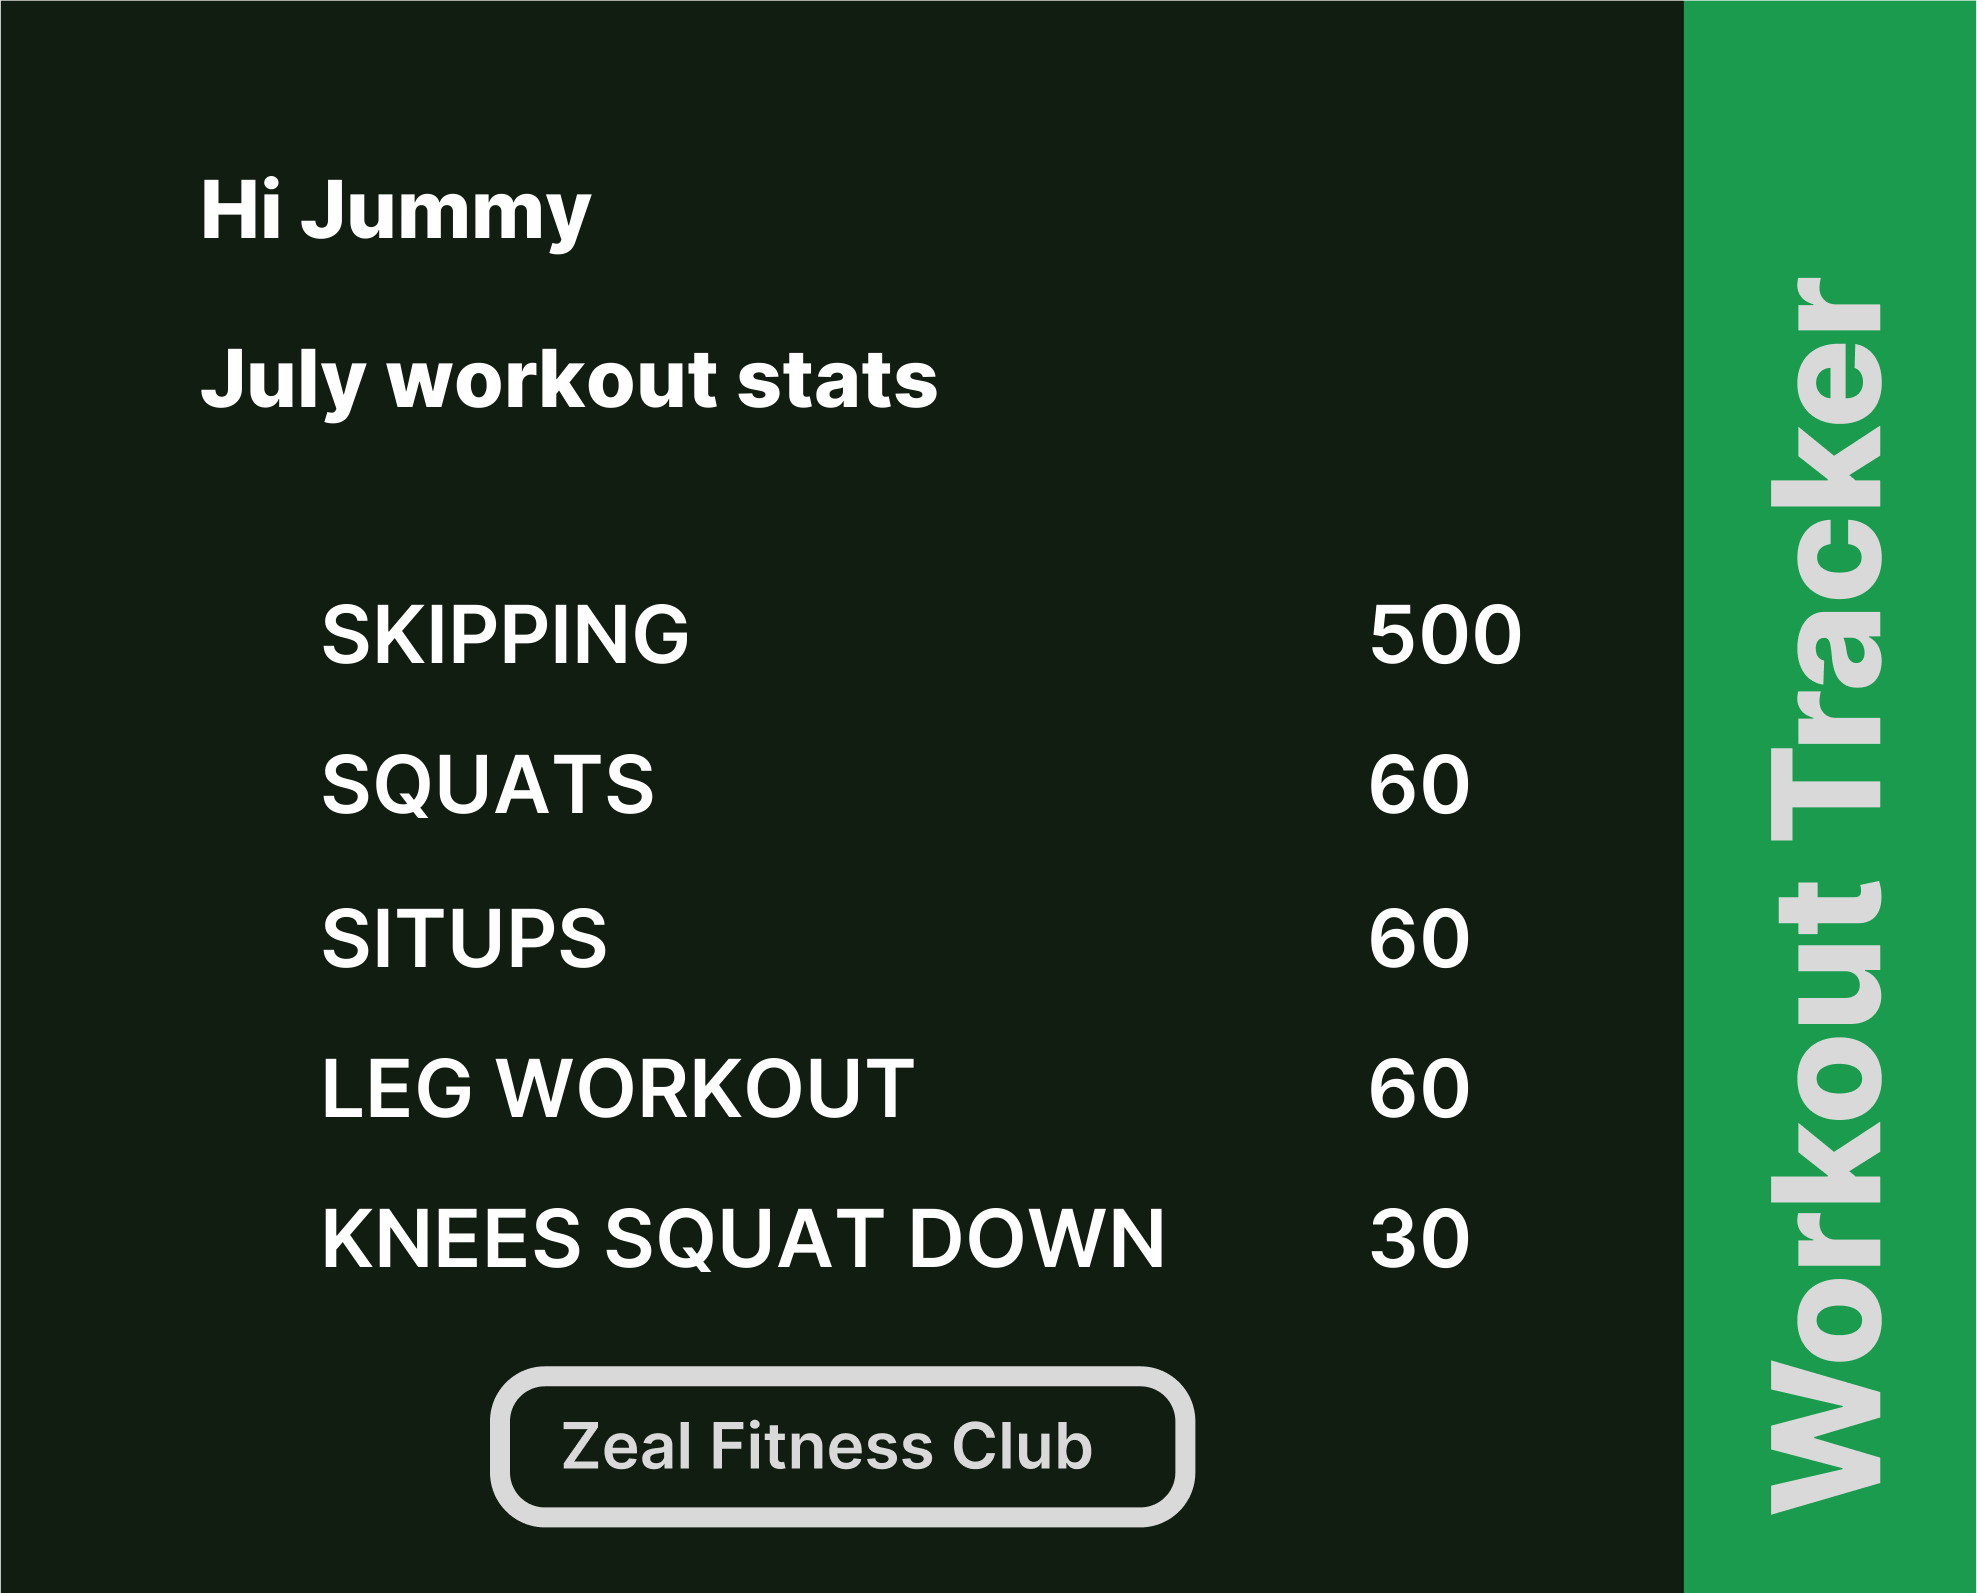 Hi Jummy
July workout stats
SKIPPING 500
SQUATS 60
SITUPS 60
LEG WORKOUT 60
KNEES SQUAT DOWN 30
Zeal Fitness Club
Workout Tracker